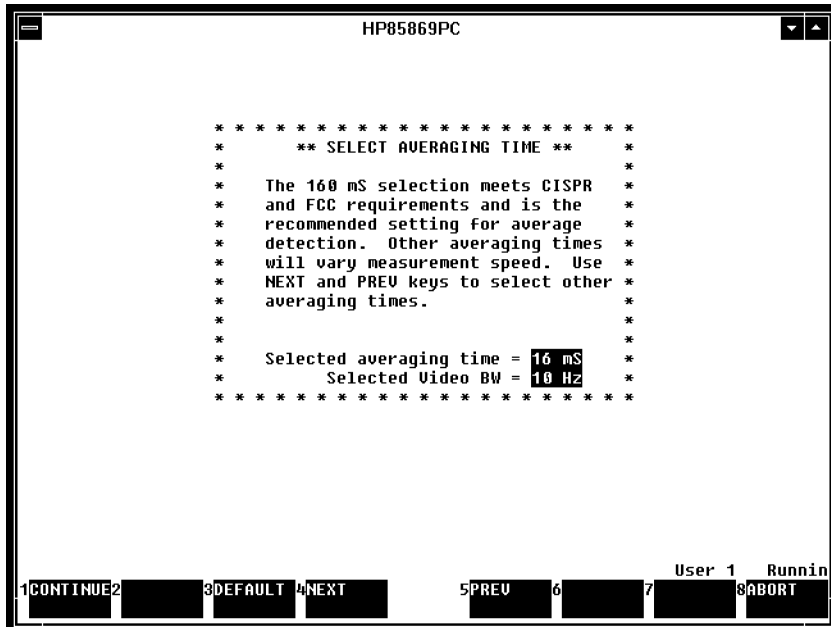 HP85869PC
* * * * * * * * * * * * * * * * * * * * *
* ** SELECT AVERAGING TIME ** *
* *
* The 160 mS selection meets CISPR *
* and FCC requirements and is the *
* recommended setting for average *
* detection. Other averaging times *
* will vary measurement speed. Use *
* NEXT and PREV keys to select other *
* averaging times. *
* *
* *
* Selected averaging time = 16 mS *
* Selected Video BW = 10 Hz *
* * * * * * * * * * * * * * * * * * * * *
User 1 Runnin
1CONTINUE 2 3DEFAULT 4NEXT 5PREV 6 7 8ABORT